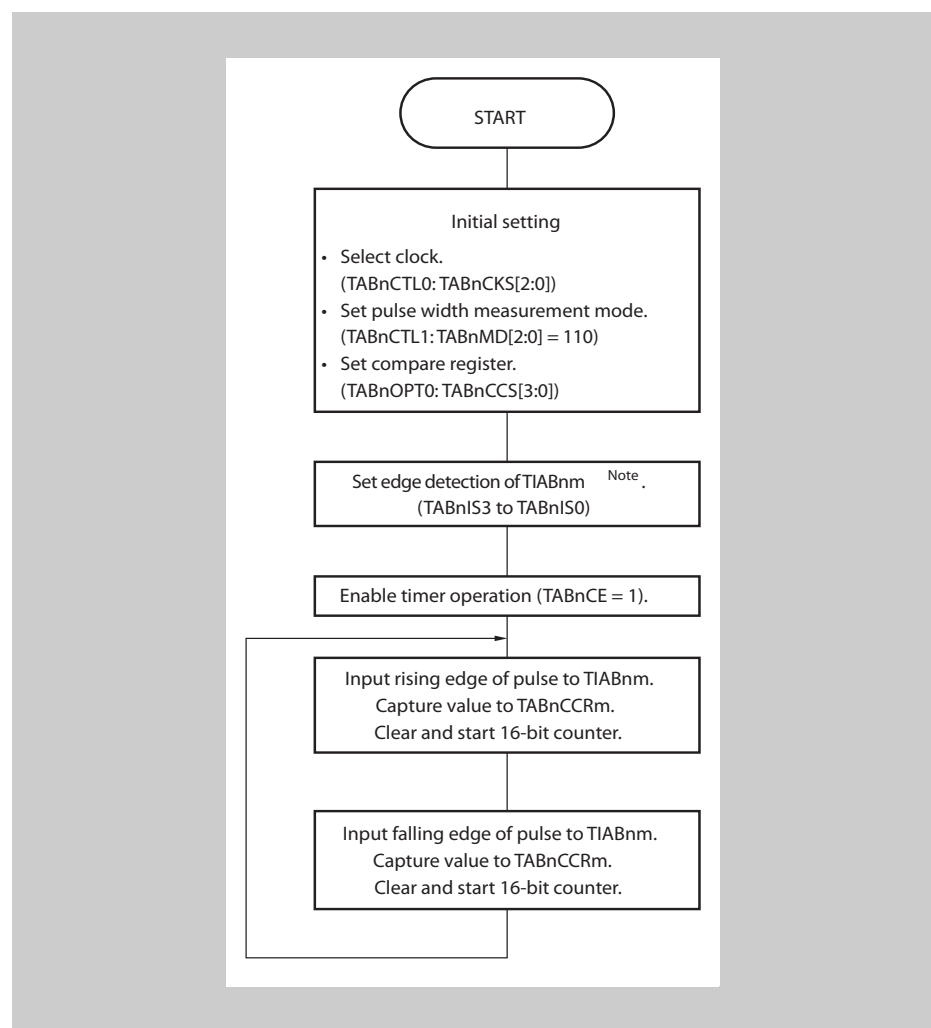 START
Initial setting
• Select clock.
(TABnCTL0: TABnCKS[2:0])
• Set pulse width measurement mode.
(TABnCTL1: TABnMD[2:0] = 110)
• Set compare register.
(TABnOPT0: TABnCCS[3:0])
Set edge detection of TIABnm Note .
(TABnIS3 to TABnIS0)
Enable timer operation (TABnCE = 1).
Input rising edge of pulse to TIABnm.
Capture value to TABnCCRm.
Clear and start 16-bit counter.
Input falling edge of pulse to TIABnm.
Capture value to TABnCCRm.
Clear and start 16-bit counter.